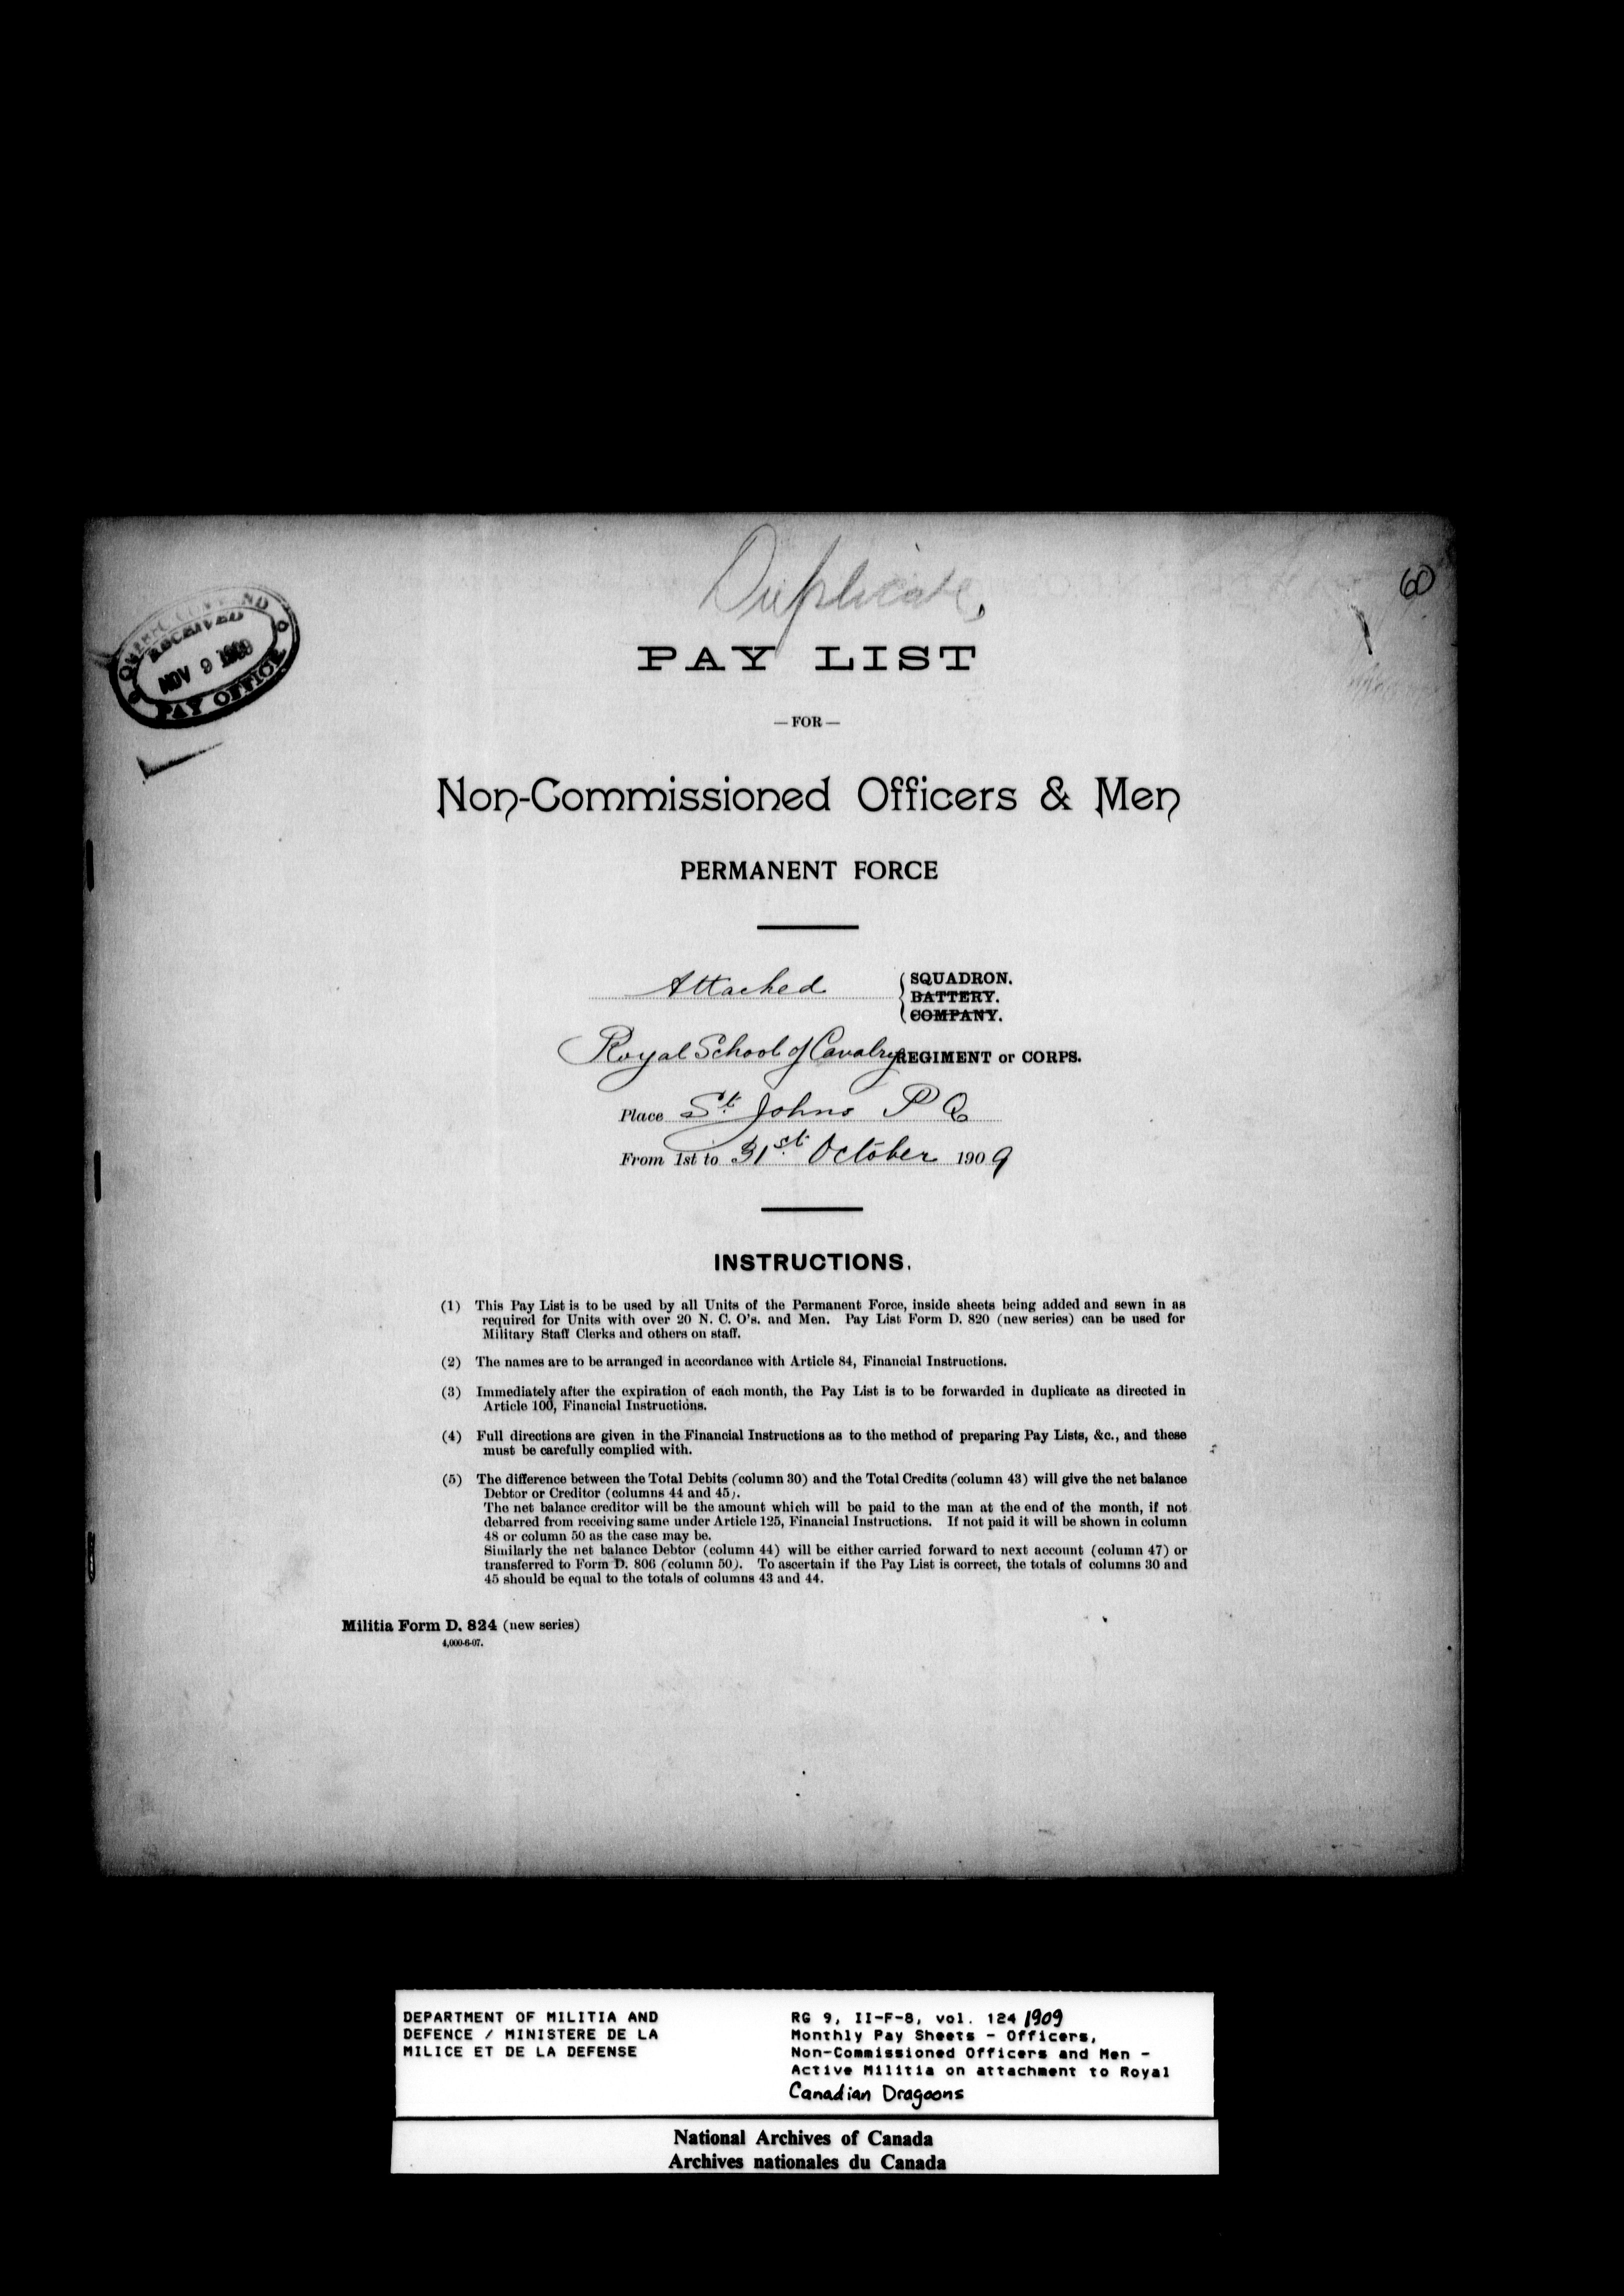 Duplicate,
60
QUEBEC COMMAND
RECEIVED
NOV 9 1909
PAY OFFICE
PAY LIST
—FOR—
Non-Commissioned Officers & Men
PERMANENT FORCE
Attached
SQUADRON.
BATTERY.
COMPANY.
Royal School of Cavalry REGIMENT or CORPS.
Place St. Johns P Q
From 1st to 31st October 1909
INSTRUCTIONS.
(1) This Pay List is to be used by all Units of the Permanent Force, inside sheets being added and sewn in as
required for Units with over 20 N. C. O's. and Men. Pay List Form D. 820 (new series) can be used for
Military Staff Clerks and others on staff.
(2) The names are to be arranged in accordance with Article 84, Financial Instructions.
(3) Immediately after the expiration of each month, the Pay List is to be forwarded in duplicate as directed in
Article 100, Financial Instructions.
(4) Full directions are given in the Financial Instructions as to the method of preparing Pay Lists, &c., and these
must be carefully complied with.
(5) The difference between the Total Debits (column 30) and the Total Credits (column 43) will give the net balance
Debtor or Creditor (columns 44 and 45).
The net balance creditor will be the amount which will be paid to the man at the end of the month, if not
debarred from receiving same under Article 125, Financial Instructions. If not paid it will be shown in column
48 or column 50 as the case may be.
Similarly the net balance Debtor (column 44) will be either carried forward to next account (column 47) or
transferred to Form D. 806 (column 50). To ascertain if the Pay List is correct, the totals of columns 30 and
45 should be equal to the totals of columns 43 and 44.
Militia Form D. 824 (new series)
4,000-6-07.
DEPARTMENT OF MILITIA AND
DEFENCE / MINISTERE DE LA
MILICE ET DE LA DEFENSE
RG 9, II-F-8, vol. 124 1909
Monthly Pay Sheets - Officers,
Non-Commissioned Officers and Men -
Active Militia on attachment to Royal
Canadian Dragoons
National Archives of Canada
Archives nationales du Canada